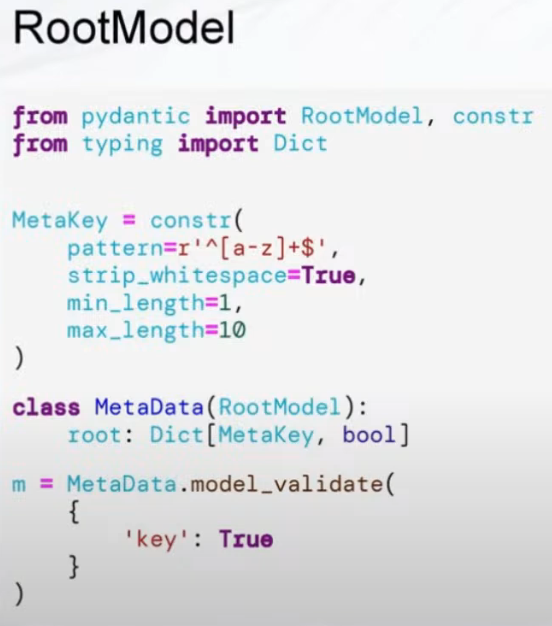 RootModel
from pydantic import RootModel, constr
from typing import Dict
MetaKey = constr(
    pattern=r'^[a-z]+$',
    strip_whitespace=True,
    min_length=1,
    max_length=10
)
class MetaData(RootModel):
    root: Dict[MetaKey, bool]
m = MetaData.model_validate(
    {
        'key': True
    }
)